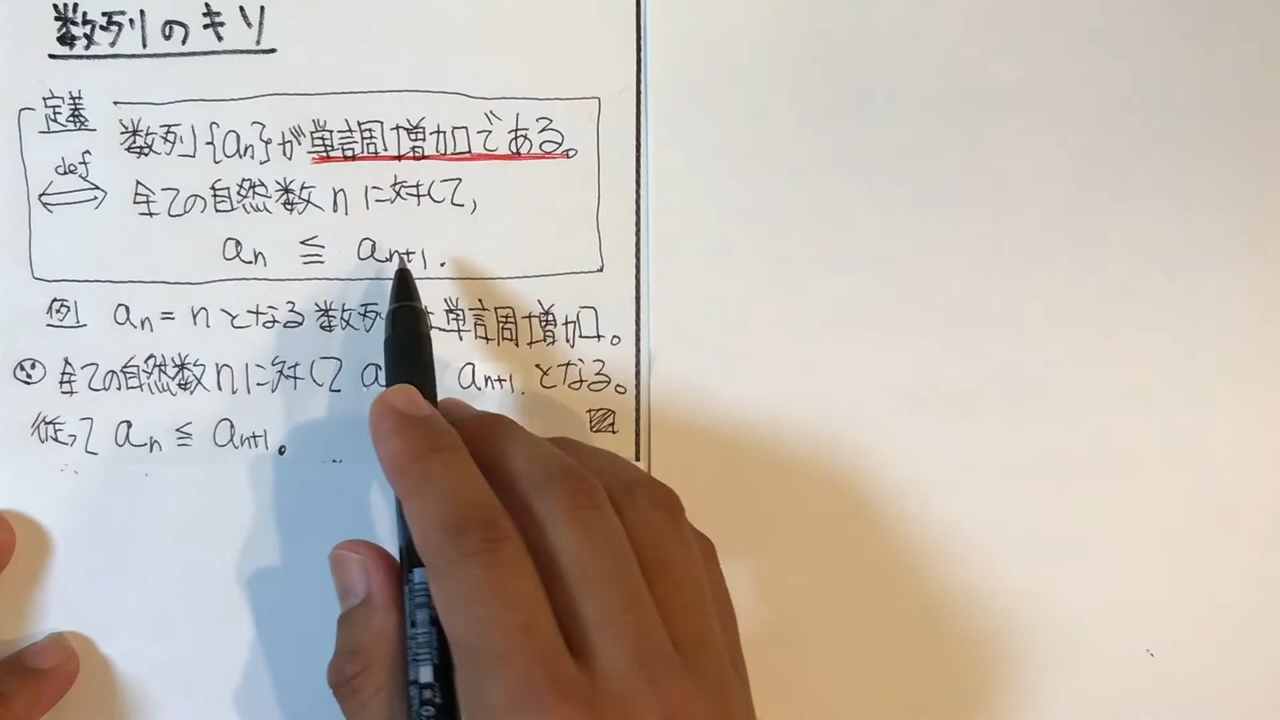 数列のキソ
定義
数列{an}が単調増加である。
def
⇔
全ての自然数nに対して,
an ≦ an+1.
例 an = n となる数列 単調増加。
∵ 全ての自然数nに対して a an+1. となる。
従って an ≦ an+1。